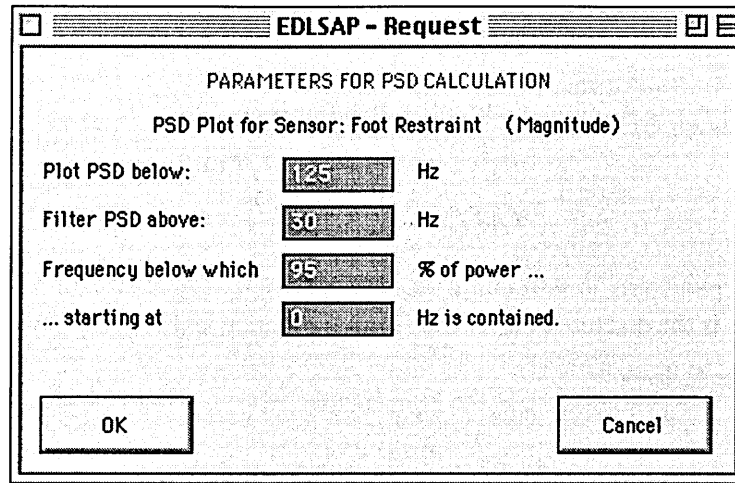 EDLSAP – Request
PARAMETERS FOR PSD CALCULATION
PSD Plot for Sensor: Foot Restraint (Magnitude)
Plot PSD below: 125 Hz
Filter PSD above: 30 Hz
Frequency below which 95 % of power ...
... starting at 0 Hz is contained.
OK Cancel